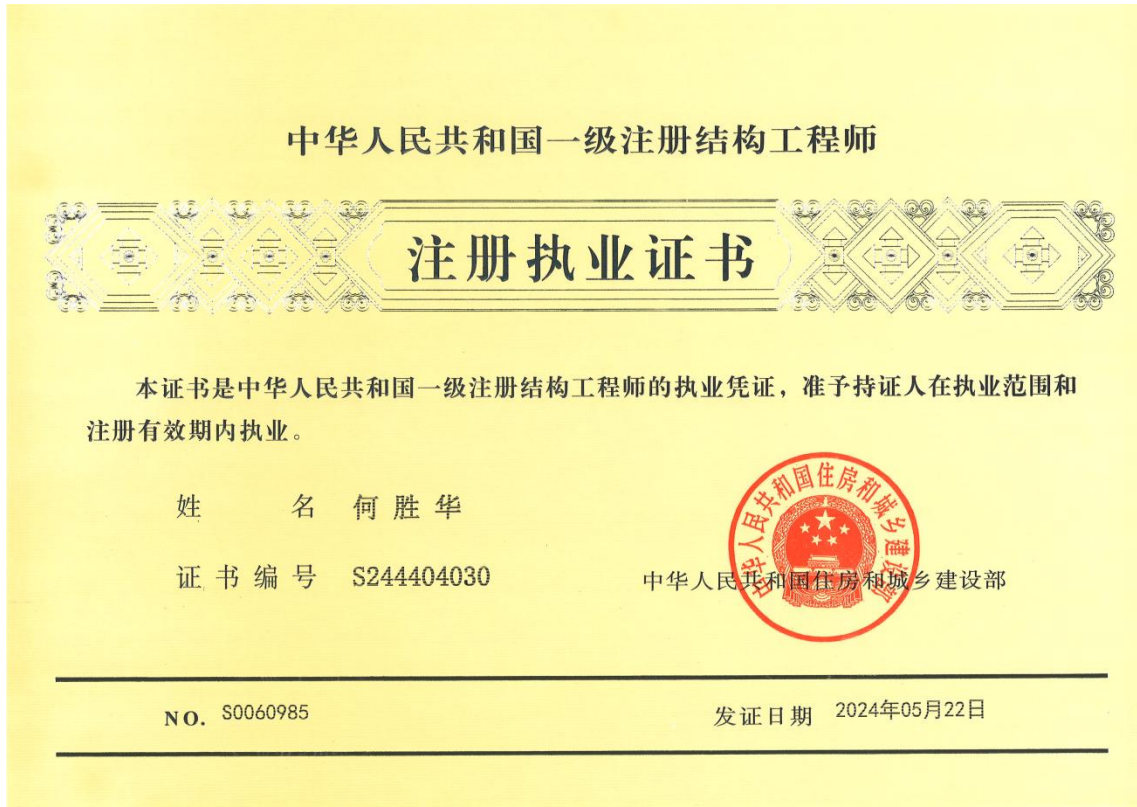 中华人民共和国一级注册结构工程师
注册执业证书
本证书是中华人民共和国一级注册结构工程师的执业凭证，准予持证人在执业范围和
注册有效期内执业。
姓 名 何胜华
证书编号 S244404030
中华人民共和国住房和城乡建设部
中华人民共和国住房和城乡建设部
NO. S0060985
发证日期 2024年05月22日